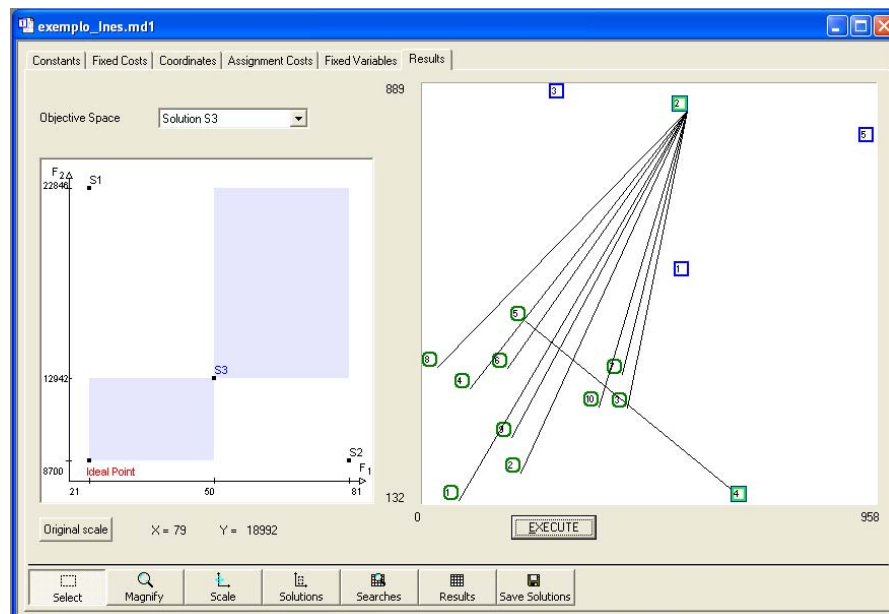 exemplo_Ines.md1
Constants Fixed Costs Coordinates Assignment Costs Fixed Variables Results
Objective Space Solution S3
F2
22846
S1
12942
S3
8700
Ideal Point
S2
F1
21 50 81
Original scale X = 79 Y = 18992
889
3
2
5
1
5
8
6
7
4
10
3
9
2
1
4
132
0
958
EXECUTE
Select Magnify Scale Solutions Searches Results Save Solutions